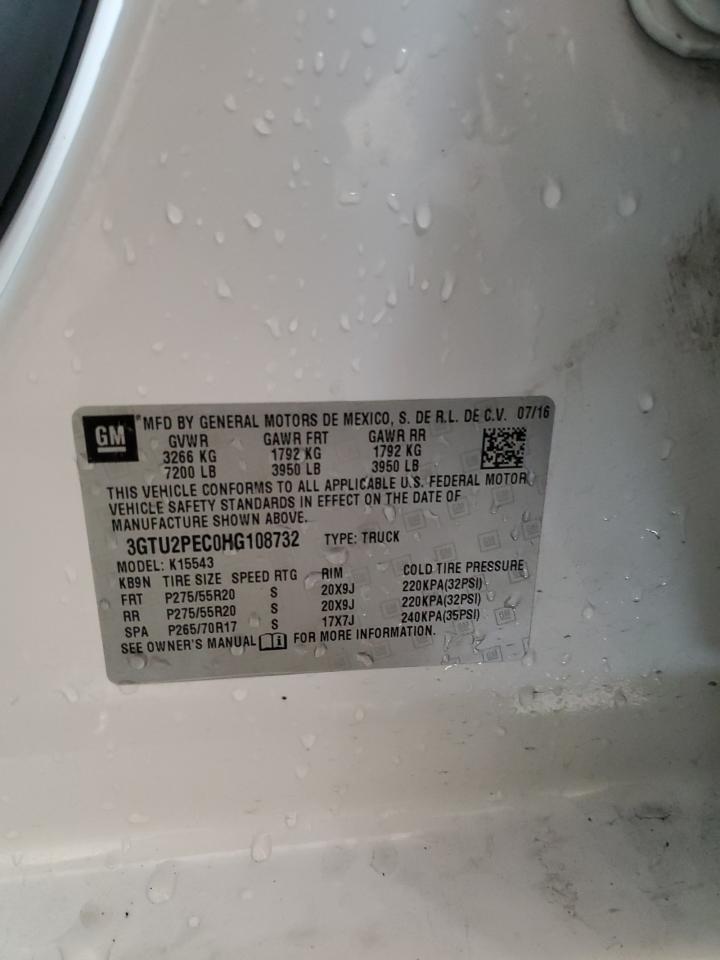 GM
MFD BY GENERAL MOTORS DE MEXICO, S. DE R.L. DE C.V. 07/16
GVWR GAWR FRT GAWR RR
3266 KG 1792 KG 1792 KG
7200 LB 3950 LB 3950 LB
THIS VEHICLE CONFORMS TO ALL APPLICABLE U.S. FEDERAL MOTOR
VEHICLE SAFETY STANDARDS IN EFFECT ON THE DATE OF
MANUFACTURE SHOWN ABOVE.
3GTU2PEC0HG108732 TYPE: TRUCK
MODEL: K15543
KB9N TIRE SIZE SPEED RTG RIM COLD TIRE PRESSURE
FRT P275/55R20 S 20X9J 220KPA(32PSI)
RR P275/55R20 S 20X9J 220KPA(32PSI)
SPA P265/70R17 S 17X7J 240KPA(35PSI)
SEE OWNER'S MANUAL FOR MORE INFORMATION.